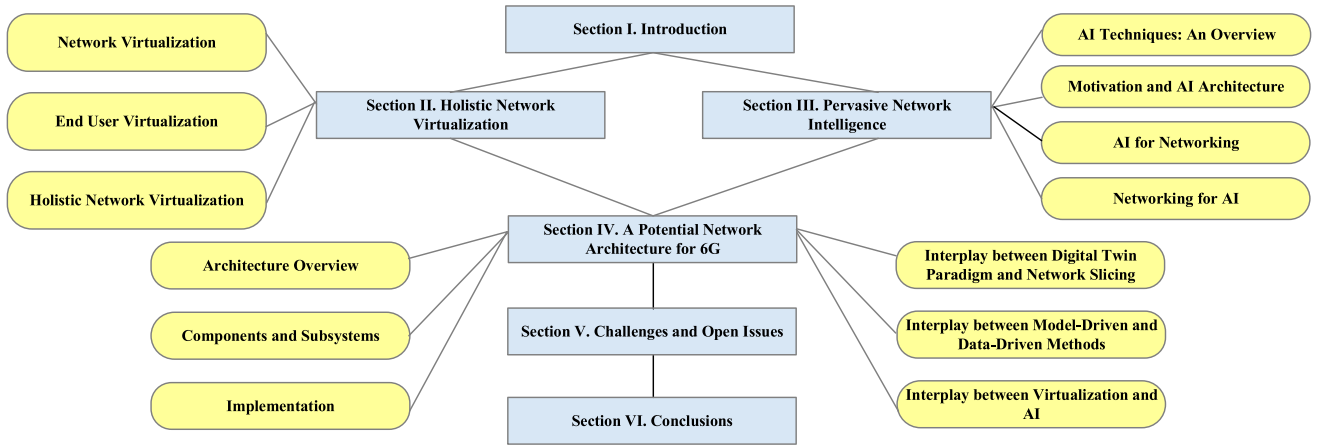 Section I. Introduction
Network Virtualization
End User Virtualization
Holistic Network Virtualization
Section II. Holistic Network
Virtualization
Section III. Pervasive Network
Intelligence
AI Techniques: An Overview
Motivation and AI Architecture
AI for Networking
Networking for AI
Section IV. A Potential Network
Architecture for 6G
Architecture Overview
Components and Subsystems
Implementation
Interplay between Digital Twin
Paradigm and Network Slicing
Interplay between Model-Driven and
Data-Driven Methods
Interplay between Virtualization and
AI
Section V. Challenges and Open Issues
Section VI. Conclusions